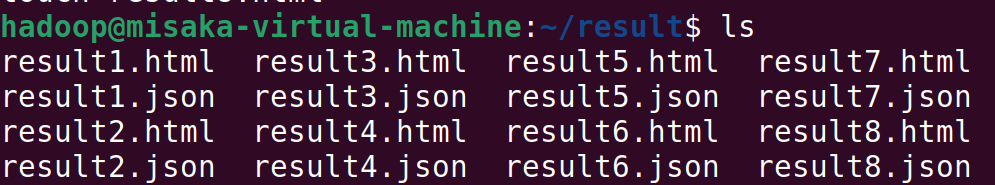 hadoop@misaka-virtual-machine:~/result$ ls
result1.html result3.html result5.html result7.html
result1.json result3.json result5.json result7.json
result2.html result4.html result6.html result8.html
result2.json result4.json result6.json result8.json